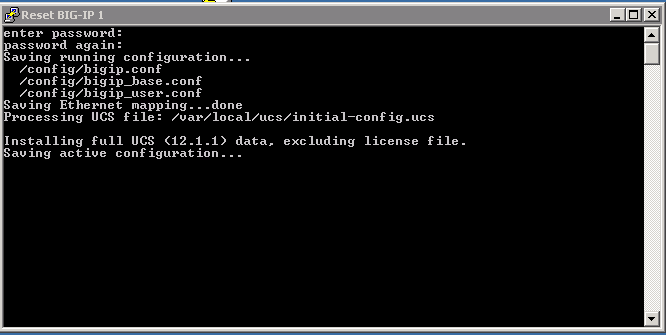 Reset BIG-IP 1
enter password:
password again:
Saving running configuration...
/config/bigip.conf
/config/bigip_base.conf
/config/bigip_user.conf
Saving Ethernet mapping...done
Processing UCS file: /var/local/ucs/initial-config.ucs
Installing full UCS (12.1.1) data, excluding license file.
Saving active configuration...